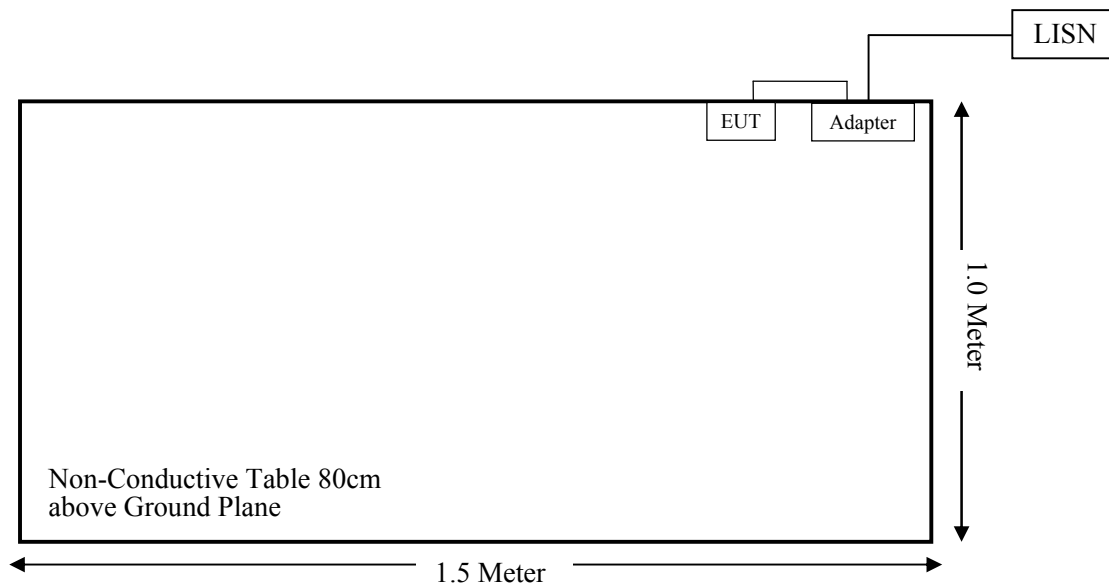 LISN
EUT
Adapter
1.0 Meter
Non-Conductive Table 80cm
above Ground Plane
1.5 Meter